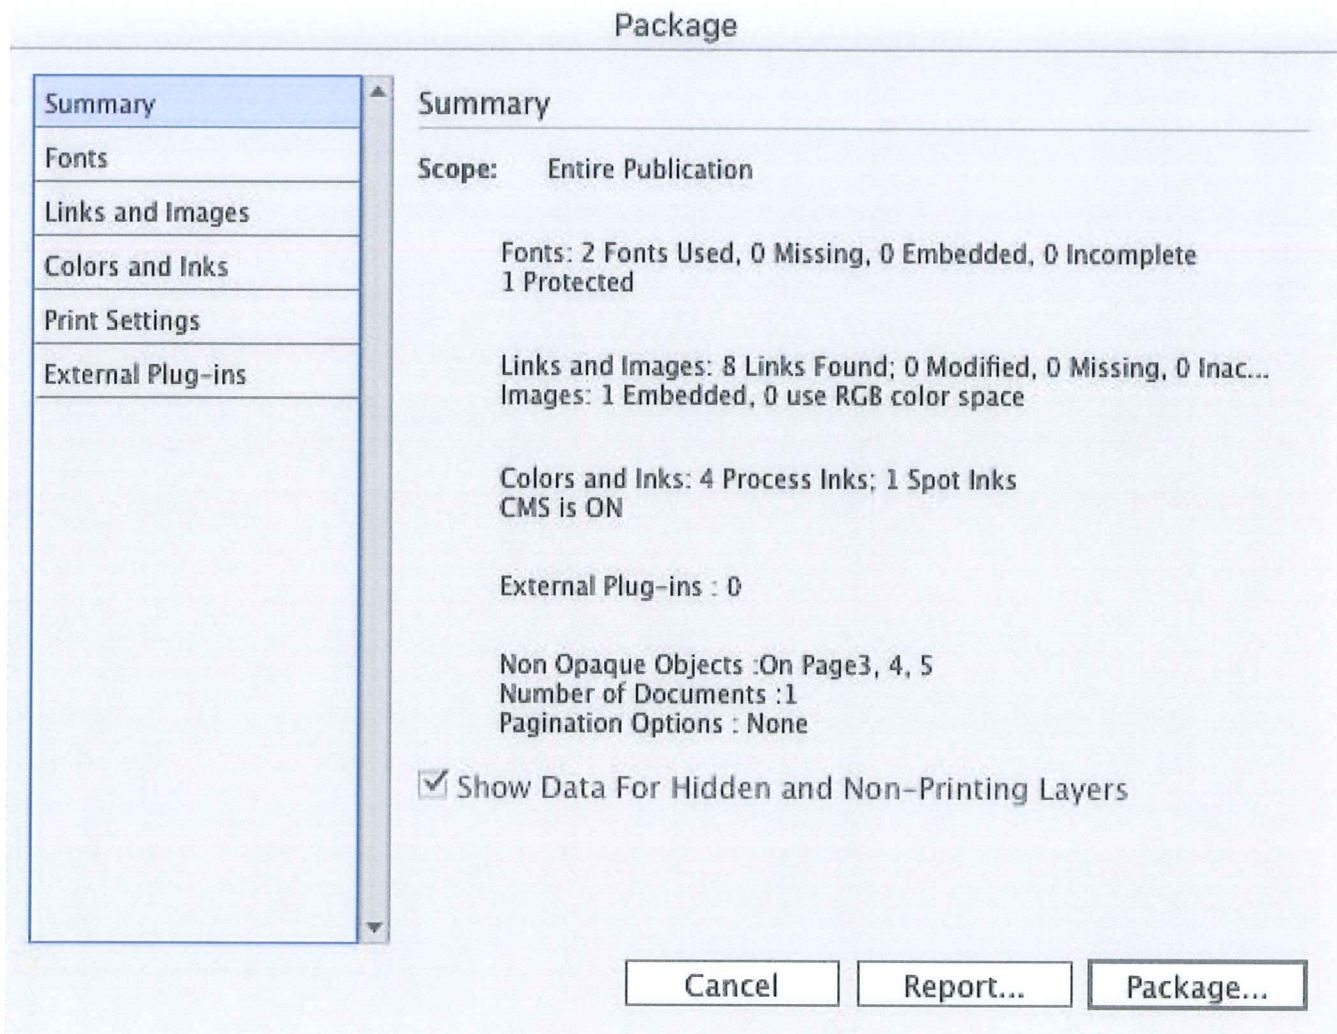 Package
Summary
Fonts
Links and Images
Colors and Inks
Print Settings
External Plug-ins
Summary
Scope: Entire Publication
Fonts: 2 Fonts Used, 0 Missing, 0 Embedded, 0 Incomplete
1 Protected
Links and Images: 8 Links Found; 0 Modified, 0 Missing, 0 Inac...
Images: 1 Embedded, 0 use RGB color space
Colors and Inks: 4 Process Inks; 1 Spot Inks
CMS is ON
External Plug-ins : 0
Non Opaque Objects :On Page3, 4, 5
Number of Documents :1
Pagination Options : None
Show Data For Hidden and Non-Printing Layers
Cancel
Report...
Package...